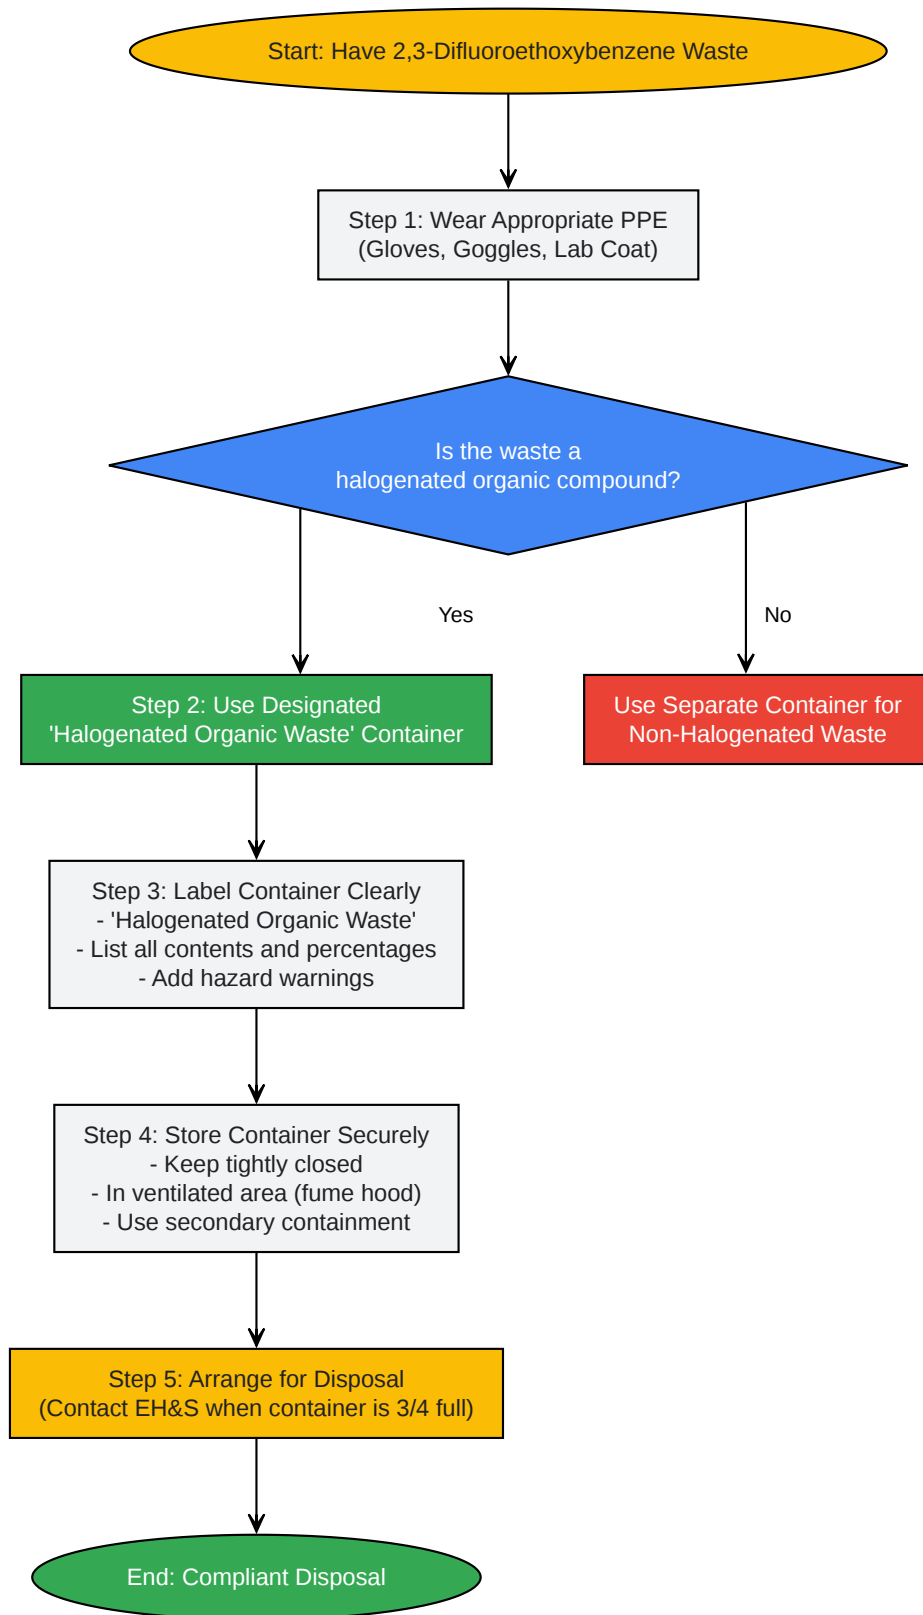 Start: Have 2,3-Difluoroethoxybenzene Waste
Step 1: Wear Appropriate PPE
(Gloves, Goggles, Lab Coat)
Is the waste a
halogenated organic compound?
Yes
No
Step 2: Use Designated
'Halogenated Organic Waste' Container
Use Separate Container for
Non-Halogenated Waste
Step 3: Label Container Clearly
- 'Halogenated Organic Waste'
- List all contents and percentages
- Add hazard warnings
Step 4: Store Container Securely
- Keep tightly closed
- In ventilated area (fume hood)
- Use secondary containment
Step 5: Arrange for Disposal
(Contact EH&S when container is 3/4 full)
End: Compliant Disposal